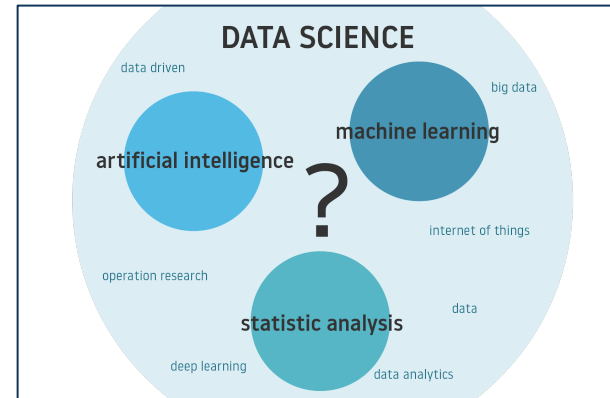 DATA SCIENCE
data driven
big data
machine learning
artificial intelligence
?
internet of things
operation research
data
statistic analysis
deep learning
data analytics